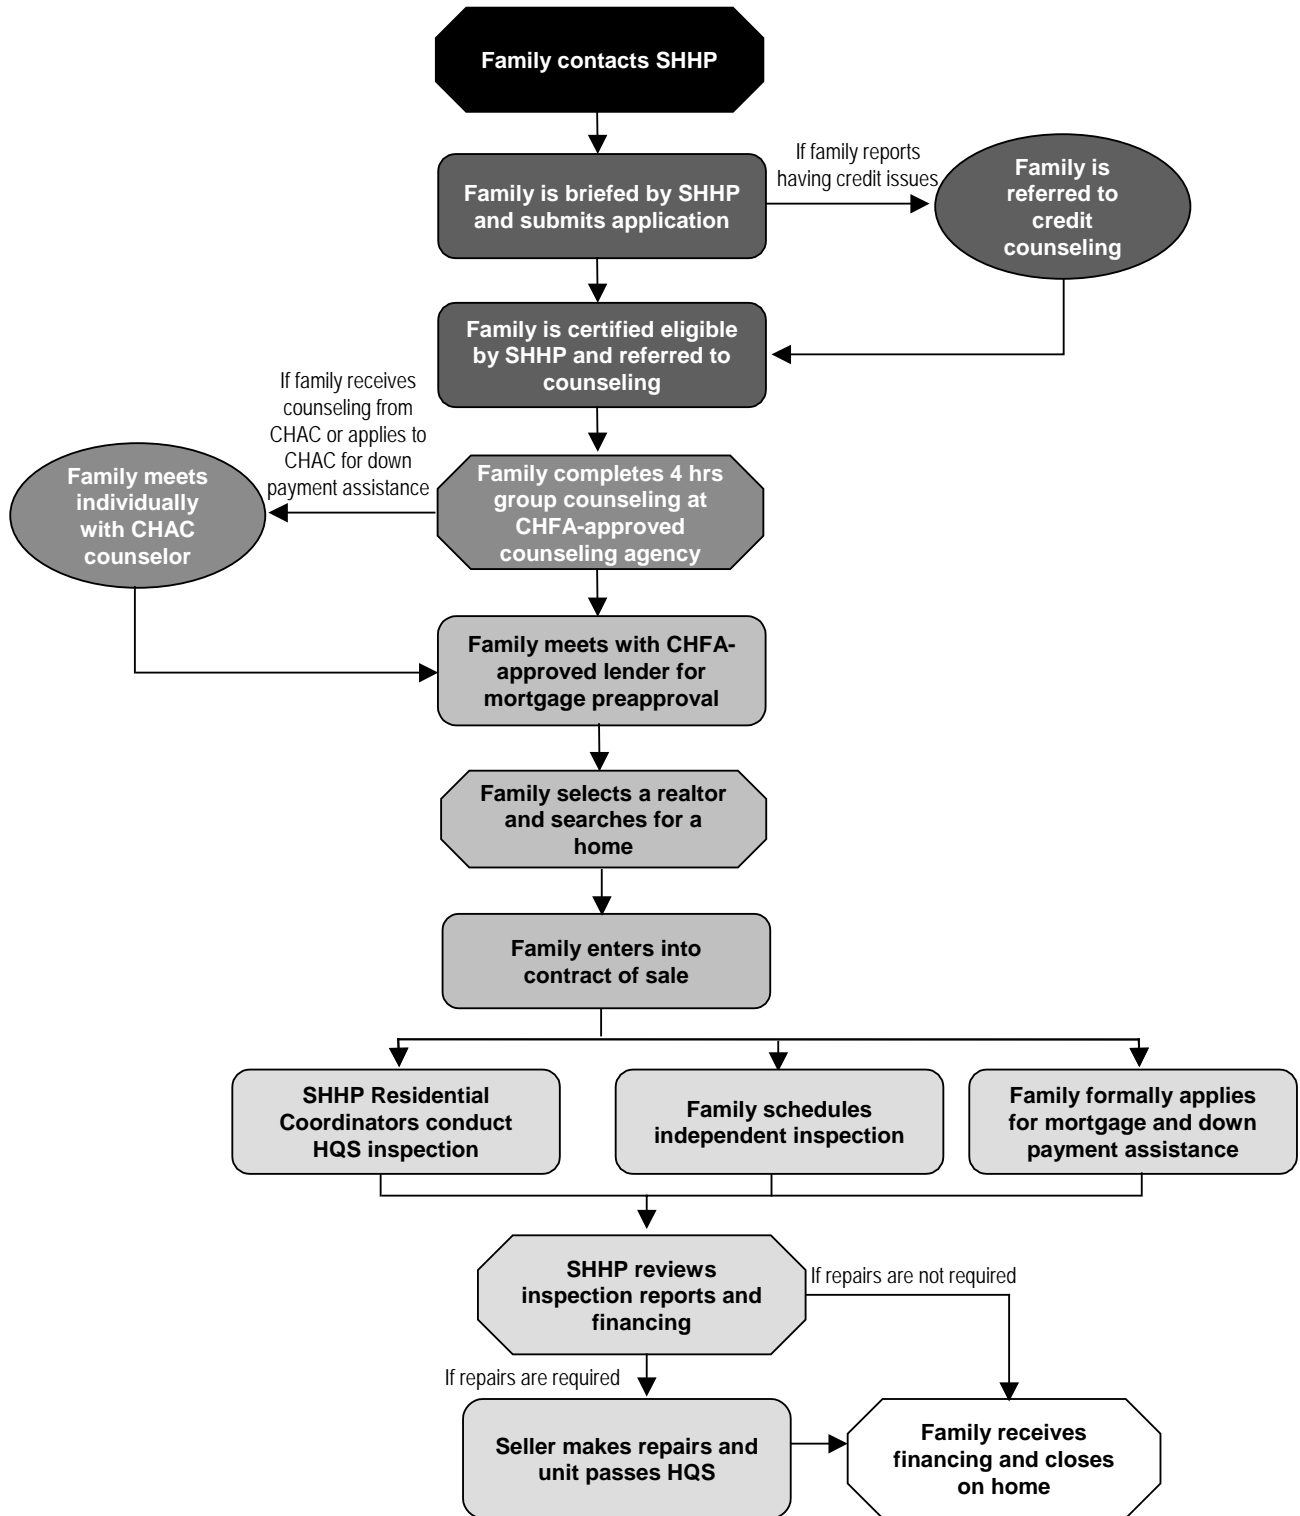 Family contacts SHHP
Family is briefed by SHHP
and submits application
If family reports
having credit issues
Family is
referred to
credit
counseling
Family is certified eligible
by SHHP and referred to
counseling
If family receives
counseling from
CHAC or applies to
CHAC for down
payment assistance
Family meets
individually
with CHAC
counselor
Family completes 4 hrs
group counseling at
CHFA-approved
counseling agency
Family meets with CHFA-
approved lender for
mortgage preapproval
Family selects a realtor
and searches for a
home
Family enters into
contract of sale
SHHP Residential
Coordinators conduct
HQS inspection
Family schedules
independent inspection
Family formally applies
for mortgage and down
payment assistance
SHHP reviews
inspection reports and
financing
If repairs are not required
If repairs are required
Seller makes repairs and
unit passes HQS
Family receives
financing and closes
on home